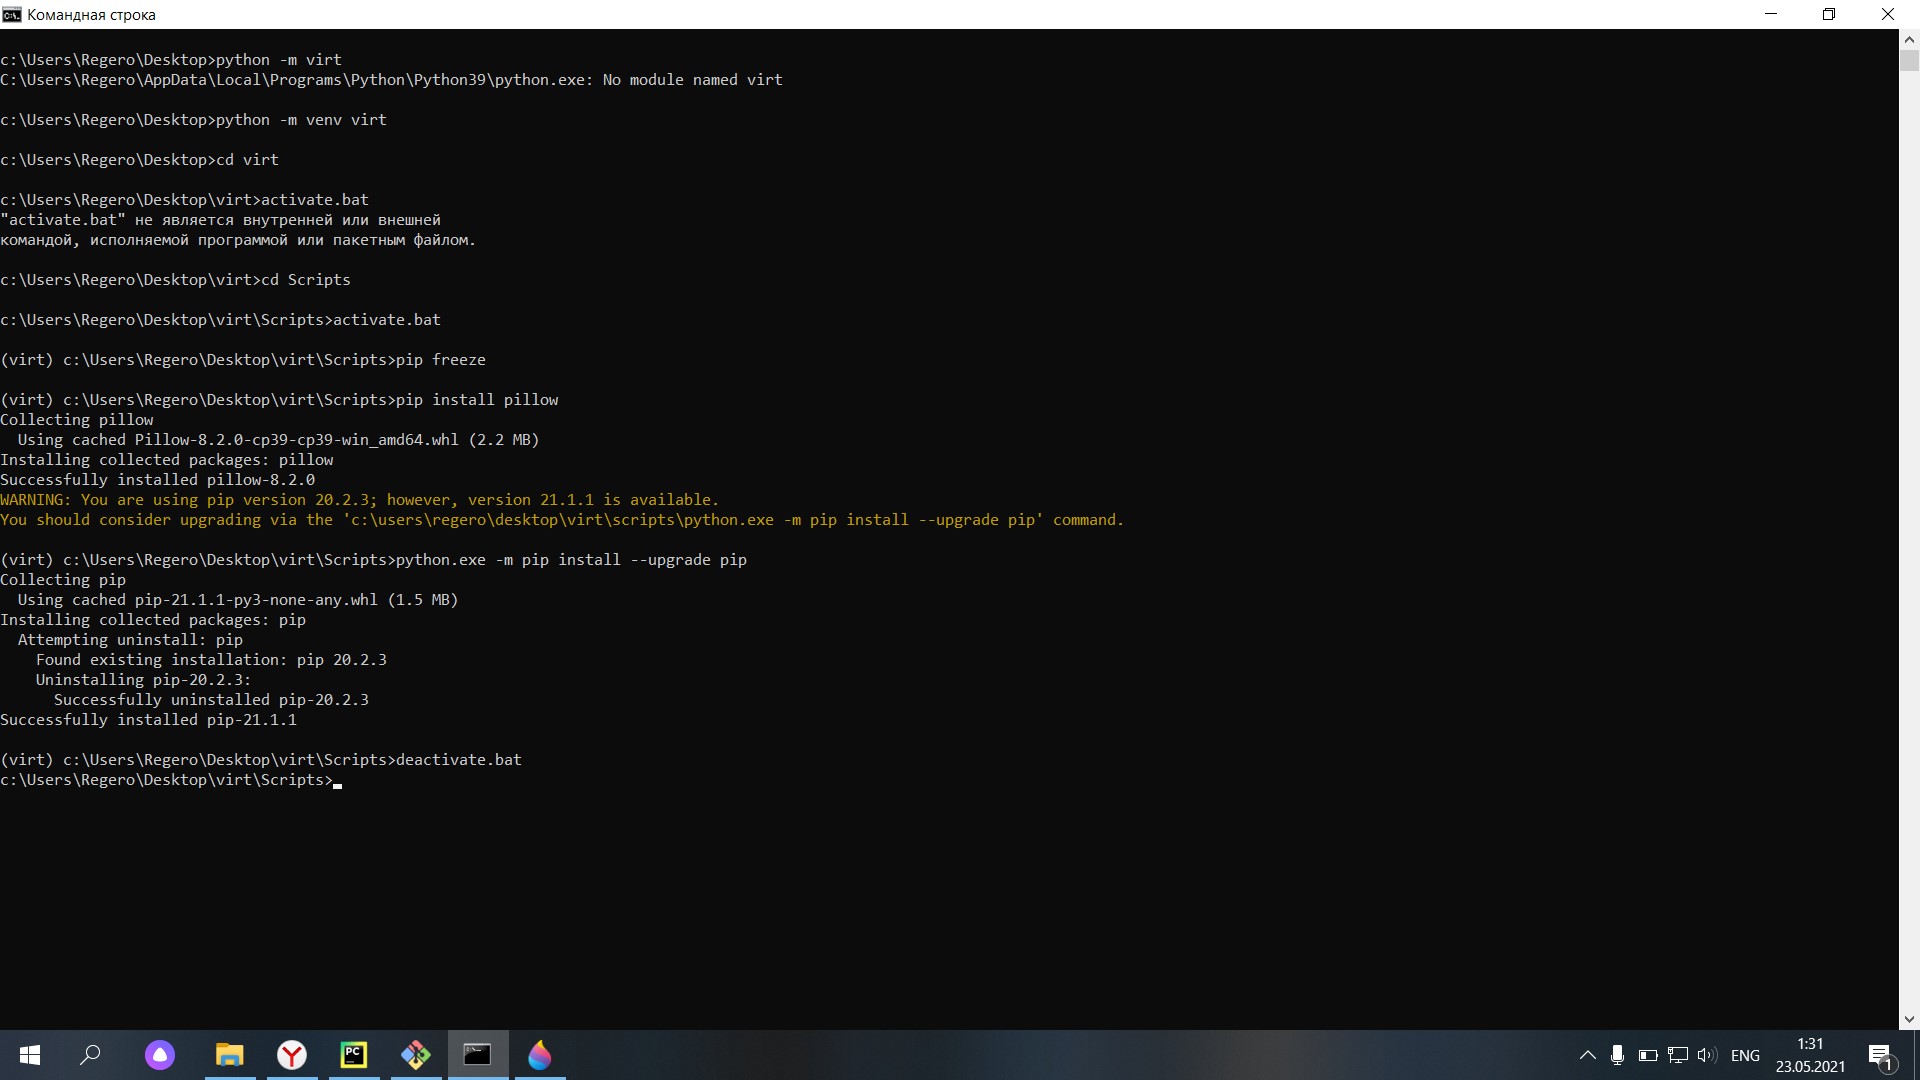 Командная строка
c:\Users\Regero\Desktop>python -m virt
C:\Users\Regero\AppData\Local\Programs\Python\Python39\python.exe: No module named virt
c:\Users\Regero\Desktop>python -m venv virt
c:\Users\Regero\Desktop>cd virt
c:\Users\Regero\Desktop\virt>activate.bat
"activate.bat" не является внутренней или внешней
командой, исполняемой программой или пакетным файлом.
c:\Users\Regero\Desktop\virt>cd Scripts
c:\Users\Regero\Desktop\virt\Scripts>activate.bat
(virt) c:\Users\Regero\Desktop\virt\Scripts>pip freeze
(virt) c:\Users\Regero\Desktop\virt\Scripts>pip install pillow
Collecting pillow
  Using cached Pillow-8.2.0-cp39-cp39-win_amd64.whl (2.2 MB)
Installing collected packages: pillow
Successfully installed pillow-8.2.0
WARNING: You are using pip version 20.2.3; however, version 21.1.1 is available.
You should consider upgrading via the 'c:\users\regero\desktop\virt\scripts\python.exe -m pip install --upgrade pip' command.
(virt) c:\Users\Regero\Desktop\virt\Scripts>python.exe -m pip install --upgrade pip
Collecting pip
  Using cached pip-21.1.1-py3-none-any.whl (1.5 MB)
Installing collected packages: pip
  Attempting uninstall: pip
    Found existing installation: pip 20.2.3
    Uninstalling pip-20.2.3:
      Successfully uninstalled pip-20.2.3
Successfully installed pip-21.1.1
(virt) c:\Users\Regero\Desktop\virt\Scripts>deactivate.bat
c:\Users\Regero\Desktop\virt\Scripts>
PC
ENG
1:31
23.05.2021
1